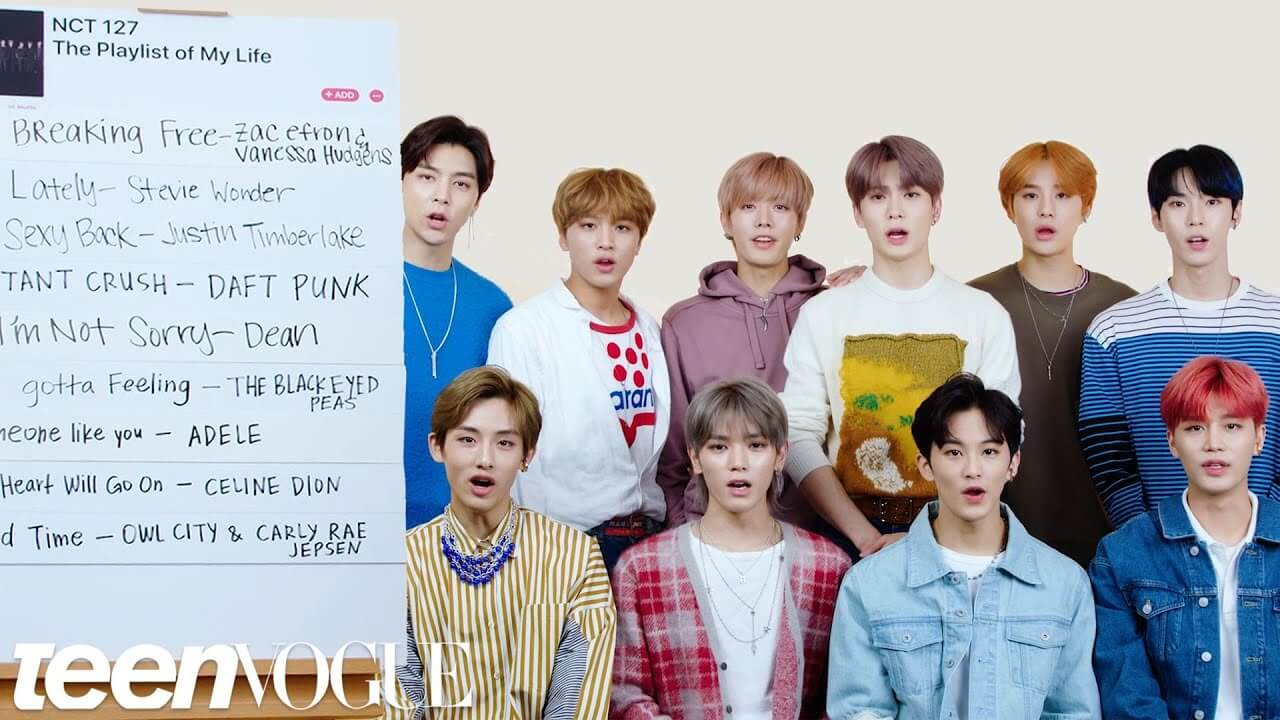 NCT 127
The Playlist of My Life
+ ADD
BReaking Free - zac efron &
vanessa Hudgens
Lately - Stevie Wonder
Sexy Back - Justin Timberlake
TANT CRUSH - DAFT PUNK
I'm Not Sorry - Dean
gotta Feeling - THE BLACK EYED
PEAS
neone like you - ADELE
Heart Will Go On - CELINE DION
d Time - OWL CITY & CARLY RAE
JEPSEN
aran
teenVOGUE